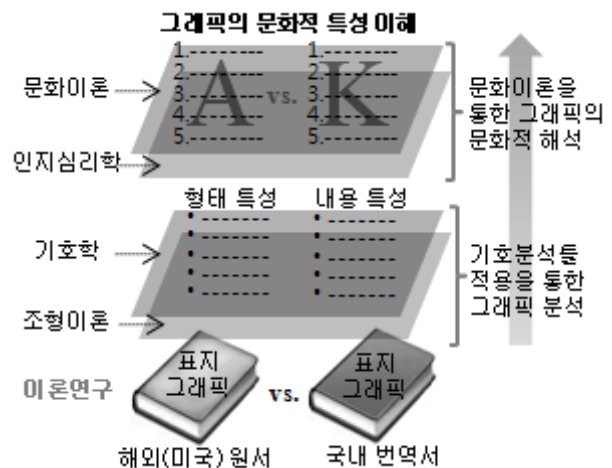 그래픽의 문화적 특성 이해
1.--------- 1.---------
2.--------- 2.---------
3.--------- 3.---------
4.--------- 4.---------
5.--------- 5.---------
A vs. K
문화이론
인지심리학
문화이론을
통한 그래픽의
문화적 해석
형태 특성 내용 특성
• ------- • -------
• ------- • -------
• ------- • -------
• ------- • -------
• ------- • -------
기호학
조형이론
기호분석틀
적용을 통한
그래픽 분석
이론연구
표지
그래픽
vs.
표지
그래픽
해외(미국)원서 국내 번역서